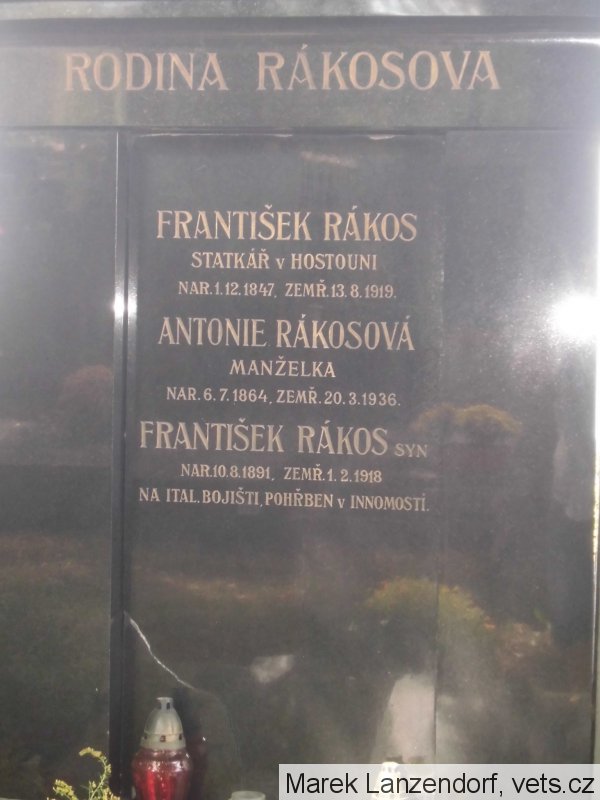 RODINA RÁKOSOVA
FRANTIŠEK RÁKOS
STATKÁŘ v HOSTOUNI
NAR. 1. 12. 1847, ZEMŘ. 13. 8. 1919.
ANTONIE RÁKOSOVÁ
MANŽELKA
NAR. 6. 7. 1864, ZEMŘ. 20. 3. 1936.
FRANTIŠEK RÁKOS SYN
NAR. 10. 8. 1891, ZEMŘ. 1. 2. 1918
NA ITAL. BOJIŠTI, POHŘBEN v INNOMOSTÍ.
Marek Lanzendorf, vets.cz